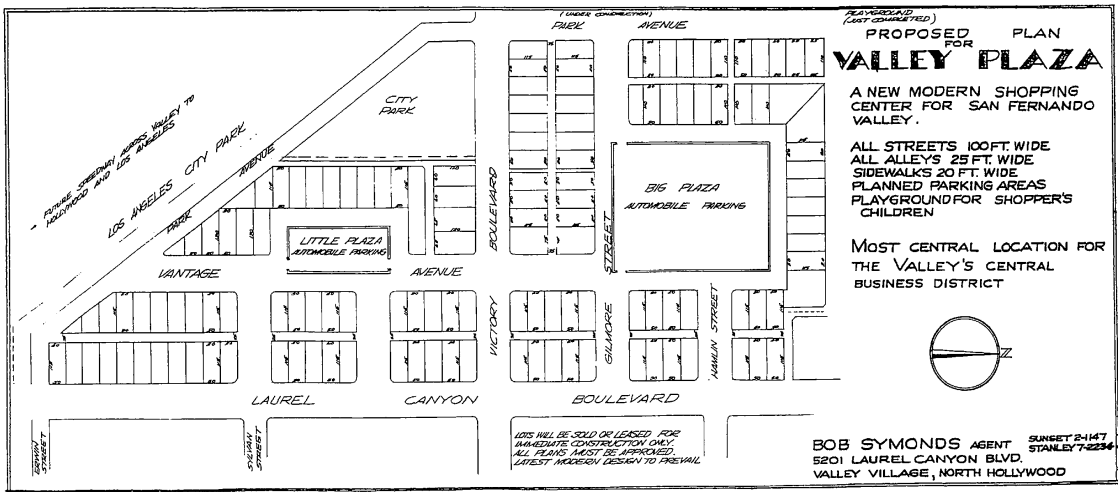 (UNDER CONSTRUCTION)
PARK AVENUE
PLAYGROUND
(JUST COMPLETED)
PROPOSED PLAN
FOR
VALLEY PLAZA
A NEW MODERN SHOPPING
CENTER FOR SAN FERNANDO
VALLEY.
ALL STREETS 100 FT. WIDE
ALL ALLEYS 25 FT. WIDE
SIDEWALKS 20 FT. WIDE
PLANNED PARKING AREAS
PLAYGROUND FOR SHOPPER'S
CHILDREN
MOST CENTRAL LOCATION FOR
THE VALLEY'S CENTRAL
BUSINESS DISTRICT
N
FUTURE SPEEDWAY ACROSS VALLEY TO
HOLLYWOOD AND LOS ANGELES
LOS ANGELES CITY PARK
PARK AVENUE
CITY
PARK
BIG PLAZA
AUTOMOBILE PARKING
LITTLE PLAZA
AUTOMOBILE PARKING
VANTAGE AVENUE
VICTORY BOULEVARD
GILMORE STREET
HAMLIN STREET
LAUREL CANYON BOULEVARD
ERWIN
STREET
SYLVAN
STREET
LOTS WILL BE SOLD OR LEASED FOR
IMMEDIATE CONSTRUCTION ONLY.
ALL PLANS MUST BE APPROVED.
LATEST MODERN DESIGN TO PREVAIL
BOB SYMONDS AGENT SUNSET 2-1147
STANLEY 7-2234
5201 LAUREL CANYON BLVD.
VALLEY VILLAGE, NORTH HOLLYWOOD